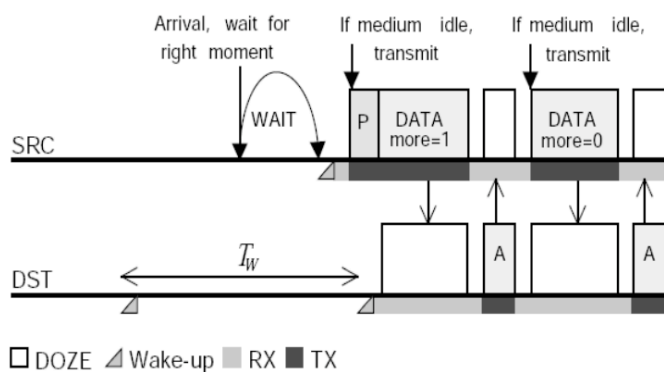 Arrival, wait for
right moment
If medium idle,
transmit
If medium idle,
transmit
WAIT
P
DATA
more=1
DATA
more=0
SRC
A
A
T_W
DST
DOZE Wake-up RX TX